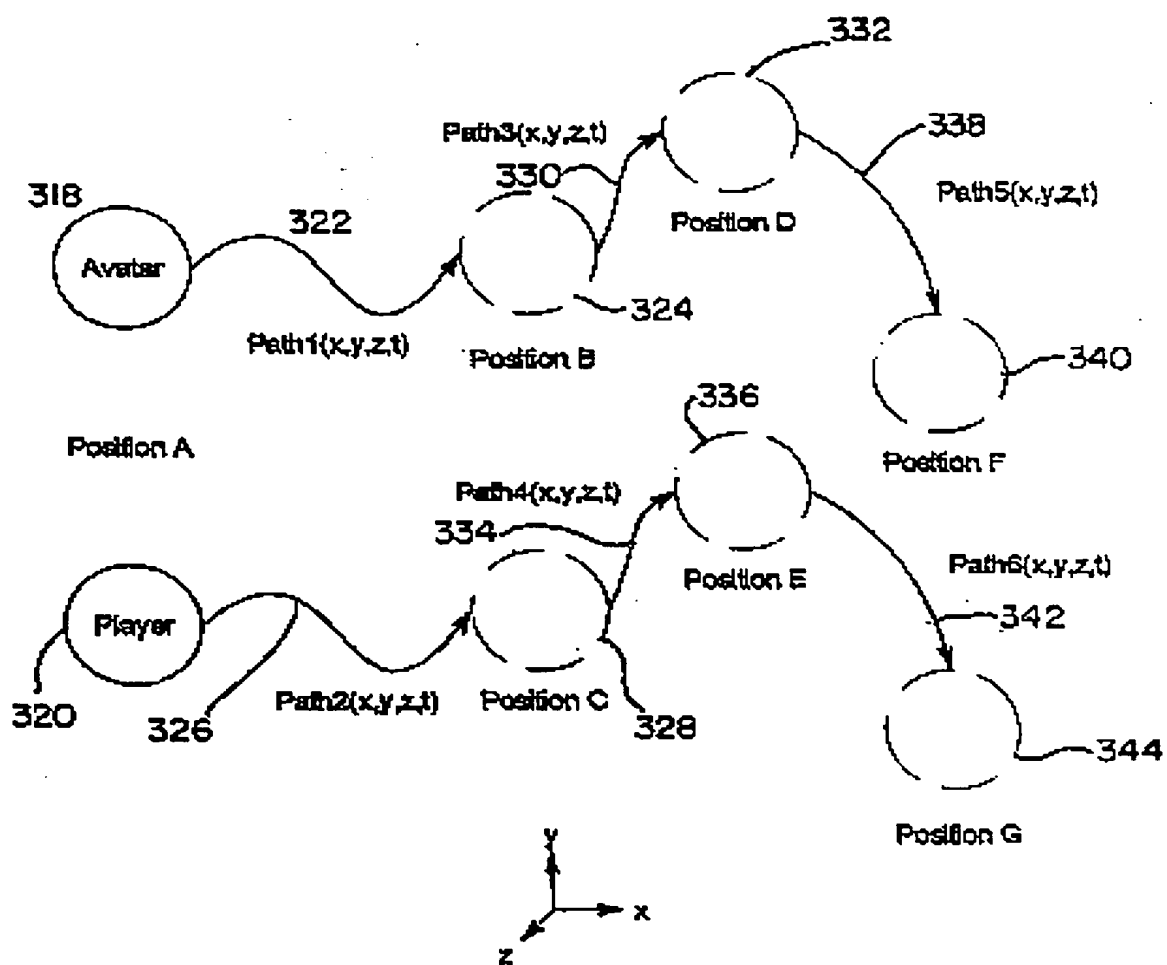 332
Path3(x,y,z,t)
338
330
318
322
Position D
Path5(x,y,z,t)
Avatar
324
Path1(x,y,z,t)
Position B
340
336
Position A
Position F
Path4(x,y,z,t)
334
Position E
Path6(x,y,z,t)
Player
342
320
326
Path2(x,y,z,t)
Position C
328
344
Position G
y
x
z